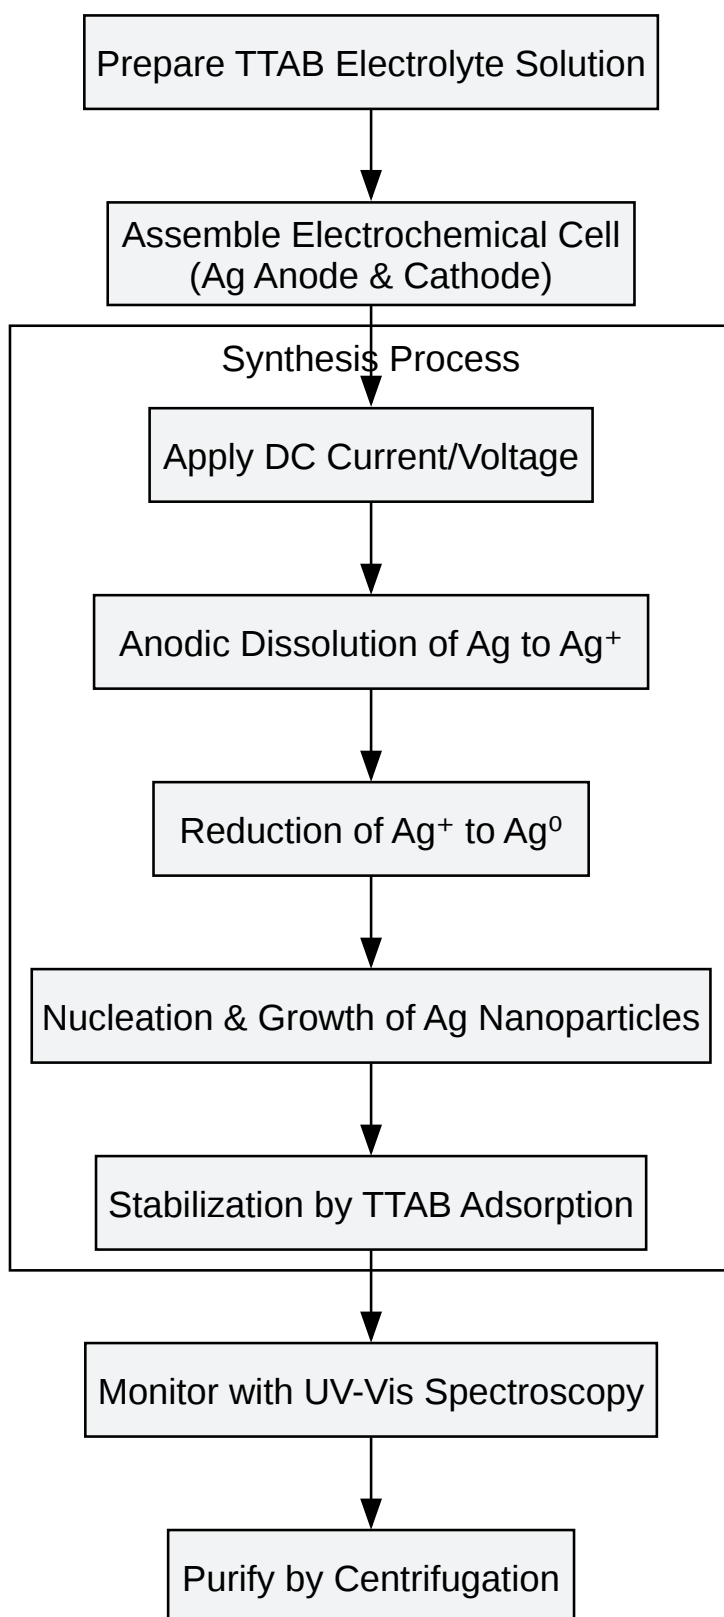 Prepare TTAB Electrolyte Solution
Assemble Electrochemical Cell
(Ag Anode & Cathode)
Synthesis Process
Apply DC Current/Voltage
Anodic Dissolution of Ag to Ag⁺
Reduction of Ag⁺ to Ag⁰
Nucleation & Growth of Ag Nanoparticles
Stabilization by TTAB Adsorption
Monitor with UV-Vis Spectroscopy
Purify by Centrifugation